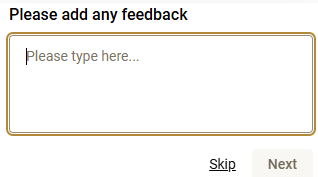 Please add any feedback
Please type here...
Skip Next